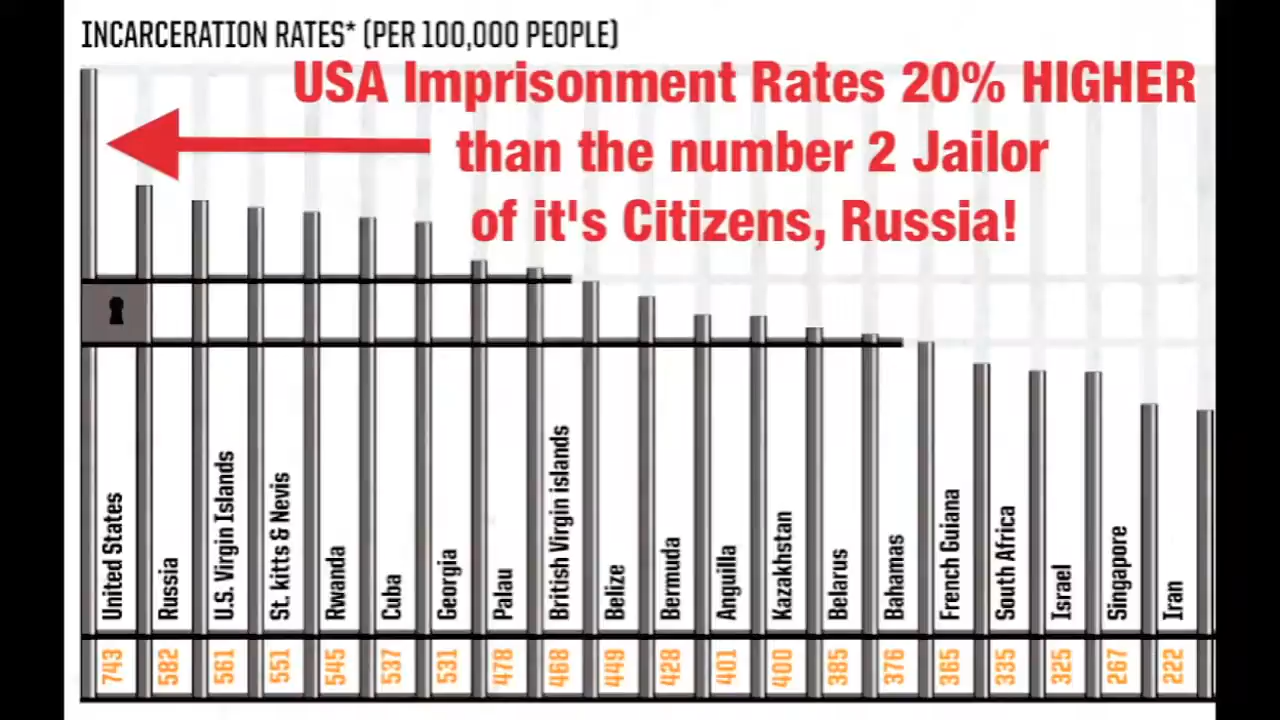 INCARCERATION RATES* (PER 100,000 PEOPLE)
USA Imprisonment Rates 20% HIGHER
than the number 2 Jailor
of it's Citizens, Russia!
United States
Russia
U.S. Virgin Islands
St. kitts & Nevis
Rwanda
Cuba
Georgia
Palau
British Virgin islands
Belize
Bermuda
Anguilla
Kazakhstan
Belarus
Bahamas
French Guiana
South Africa
Israel
Singapore
Iran
743
582
561
551
545
537
531
478
468
449
428
401
400
385
376
365
335
325
267
222